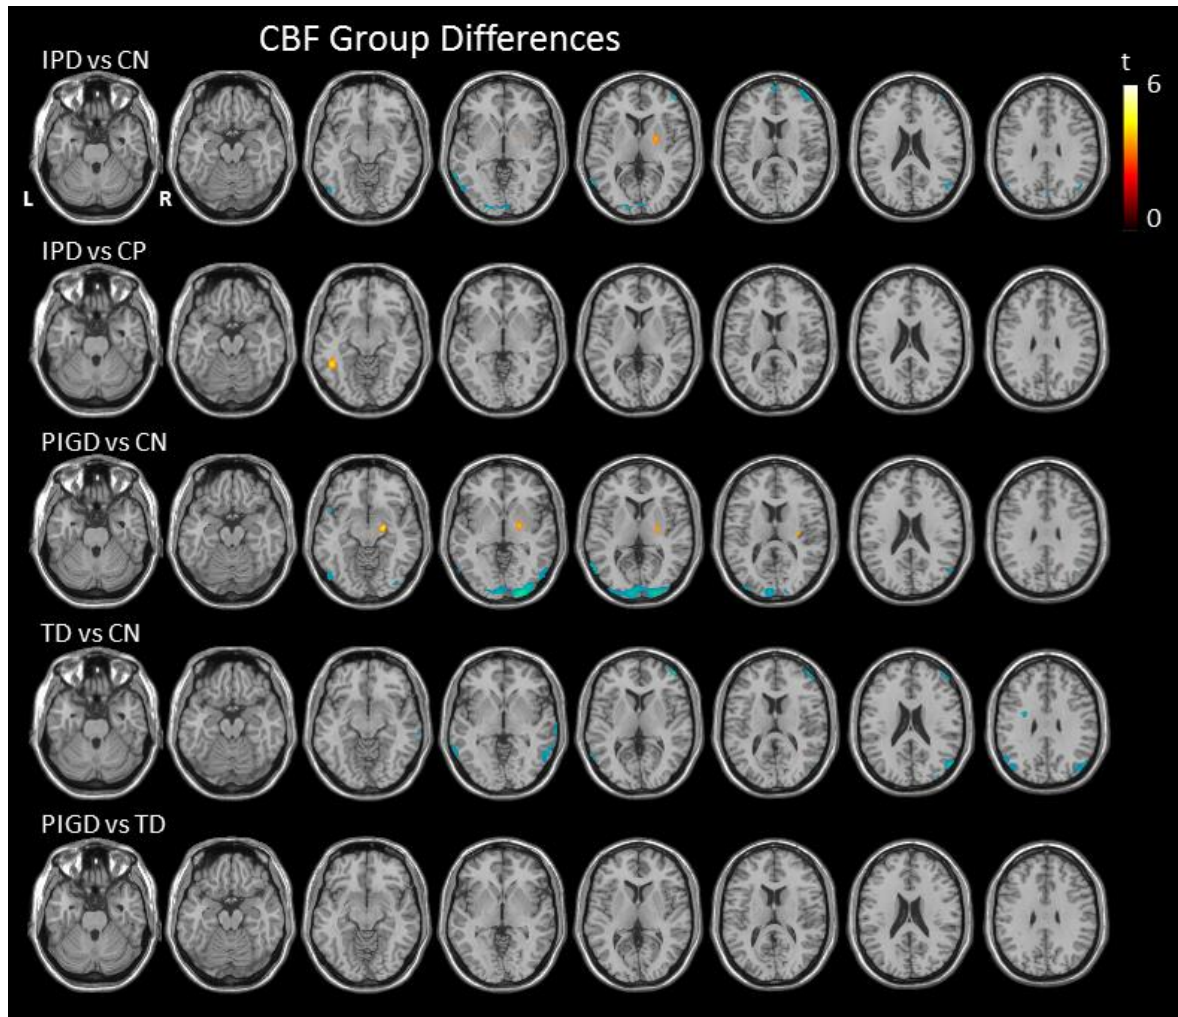 CBF Group Differences
IPD vs CN
t
6
L
R
0
IPD vs CP
PIGD vs CN
TD vs CN
PIGD vs TD